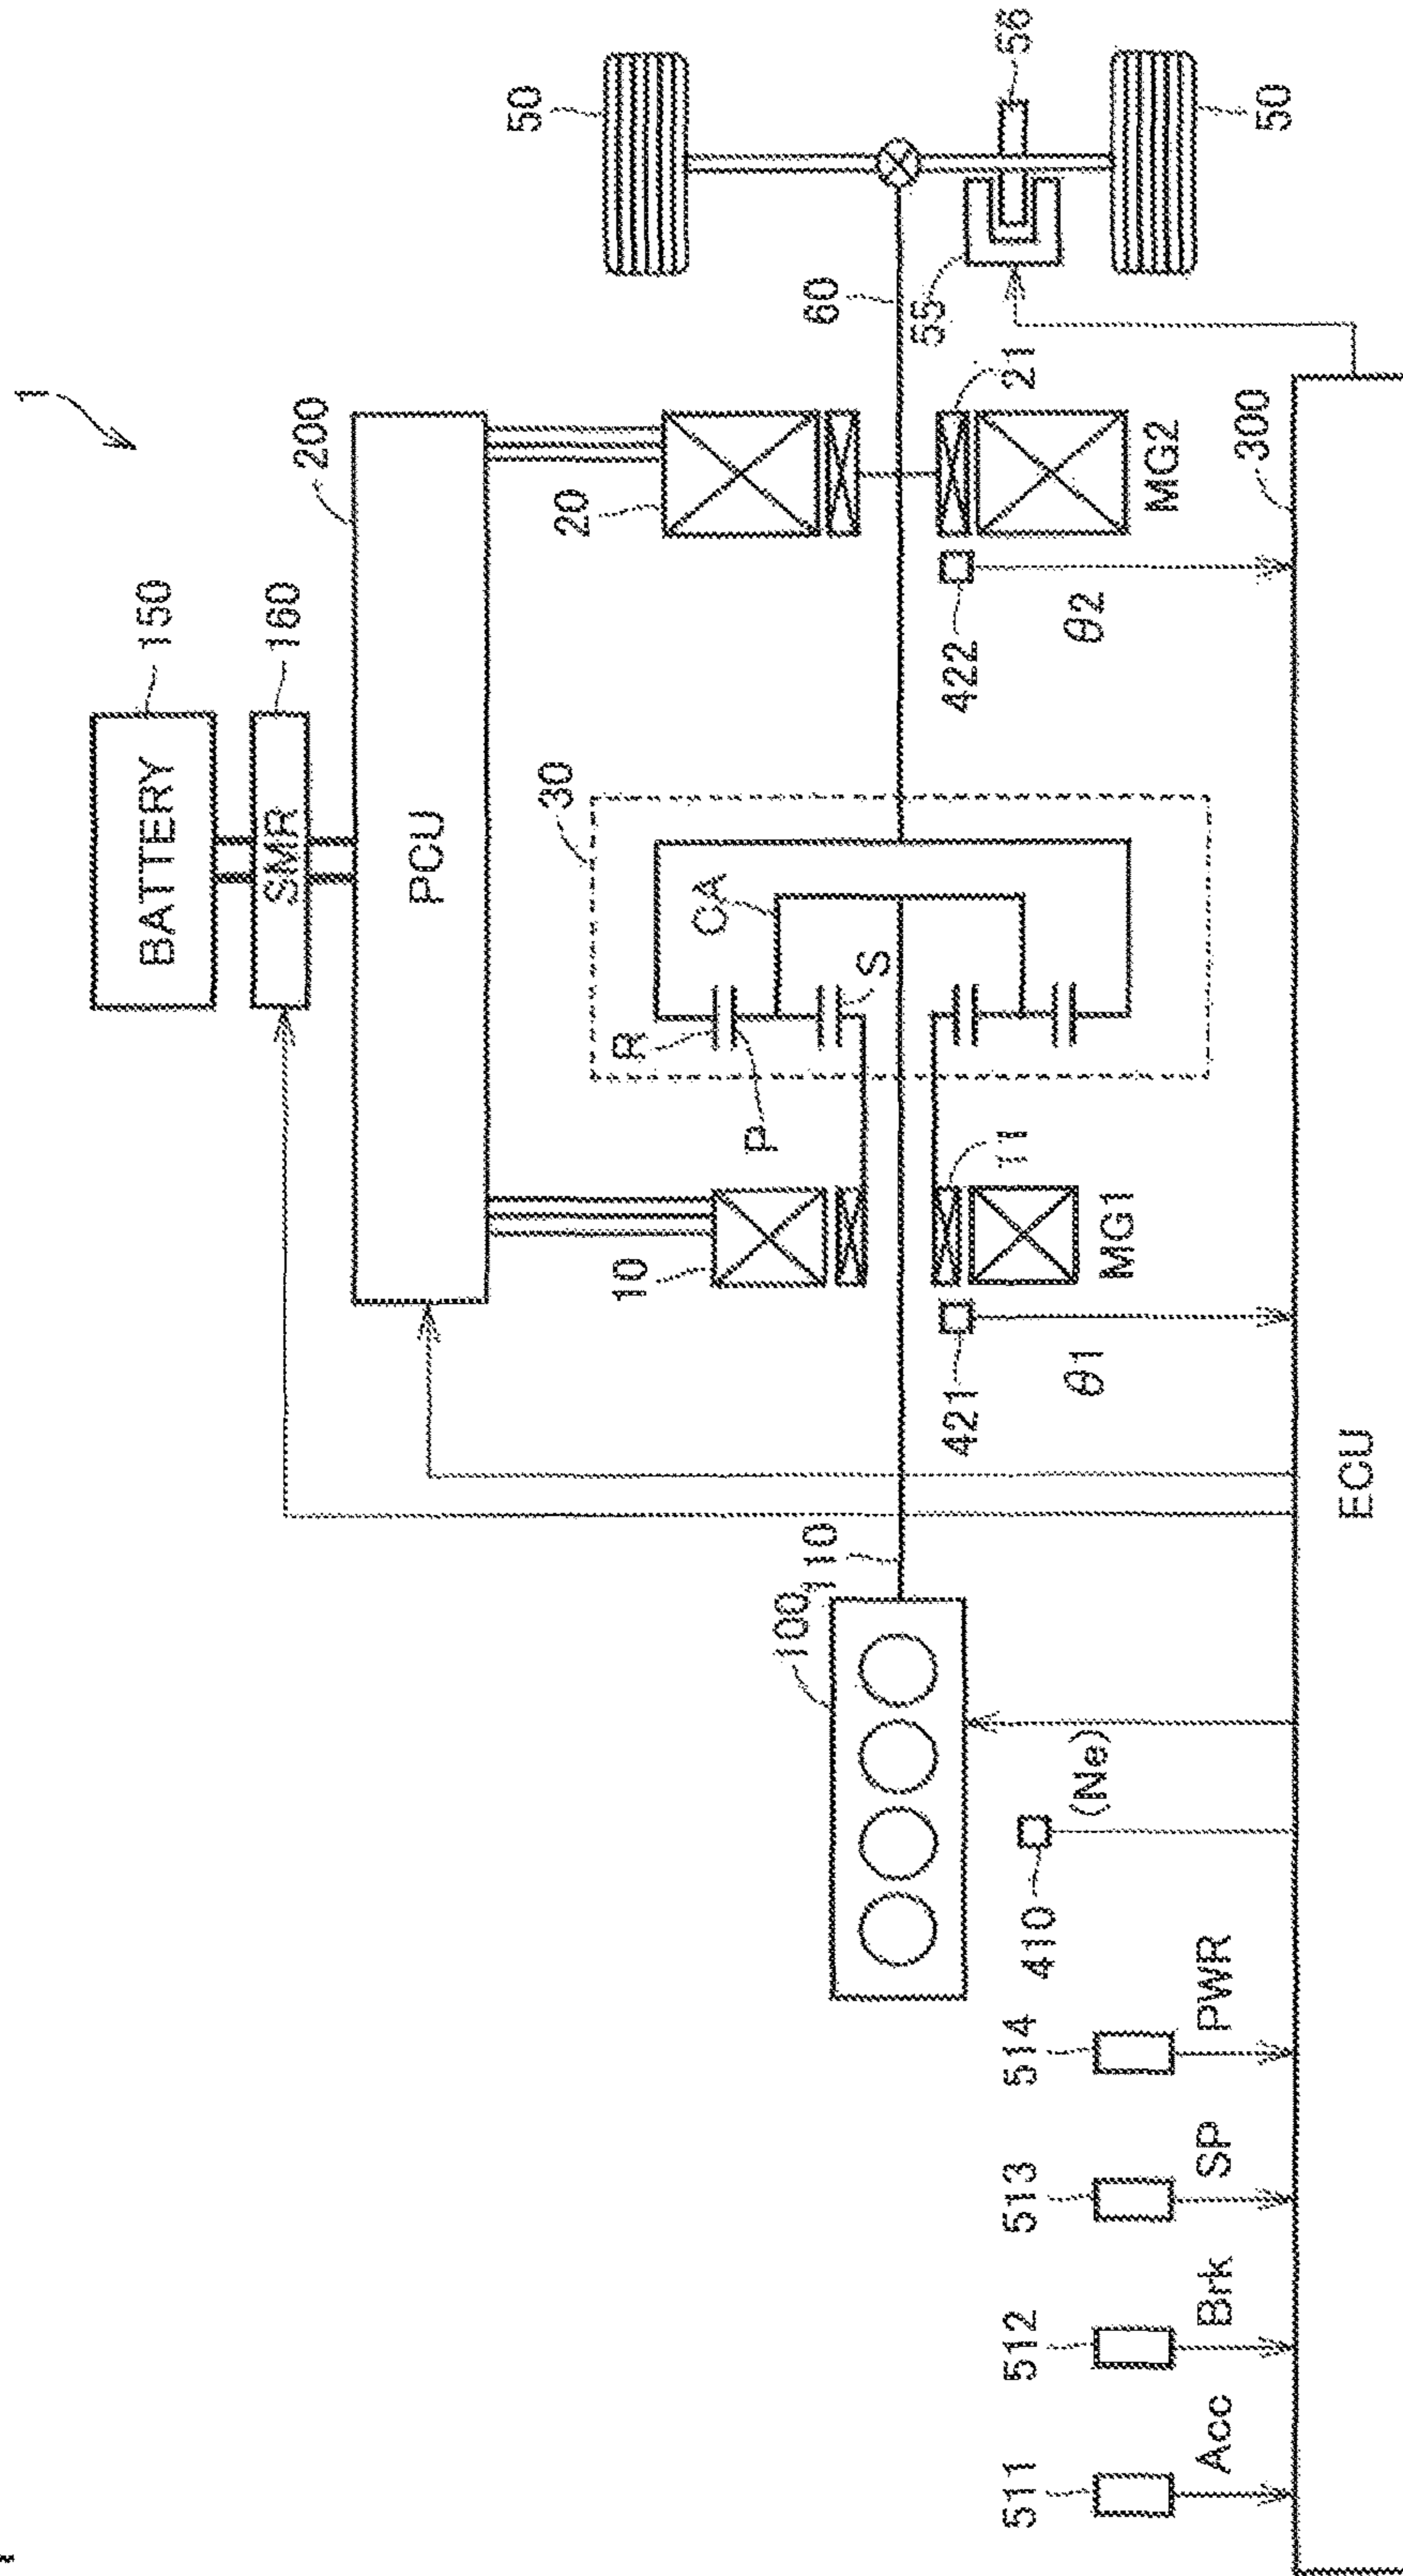 1
BATTERY
150
SMR
160
PCU
200
10
20
30
R
P
CA
S
11
21
MG1
MG2
421
422
θ1
θ2
100
110
60
50
50
55
56
410
(Ne)
511
512
513
514
Acc
Brk
SP
PWR
ECU
300